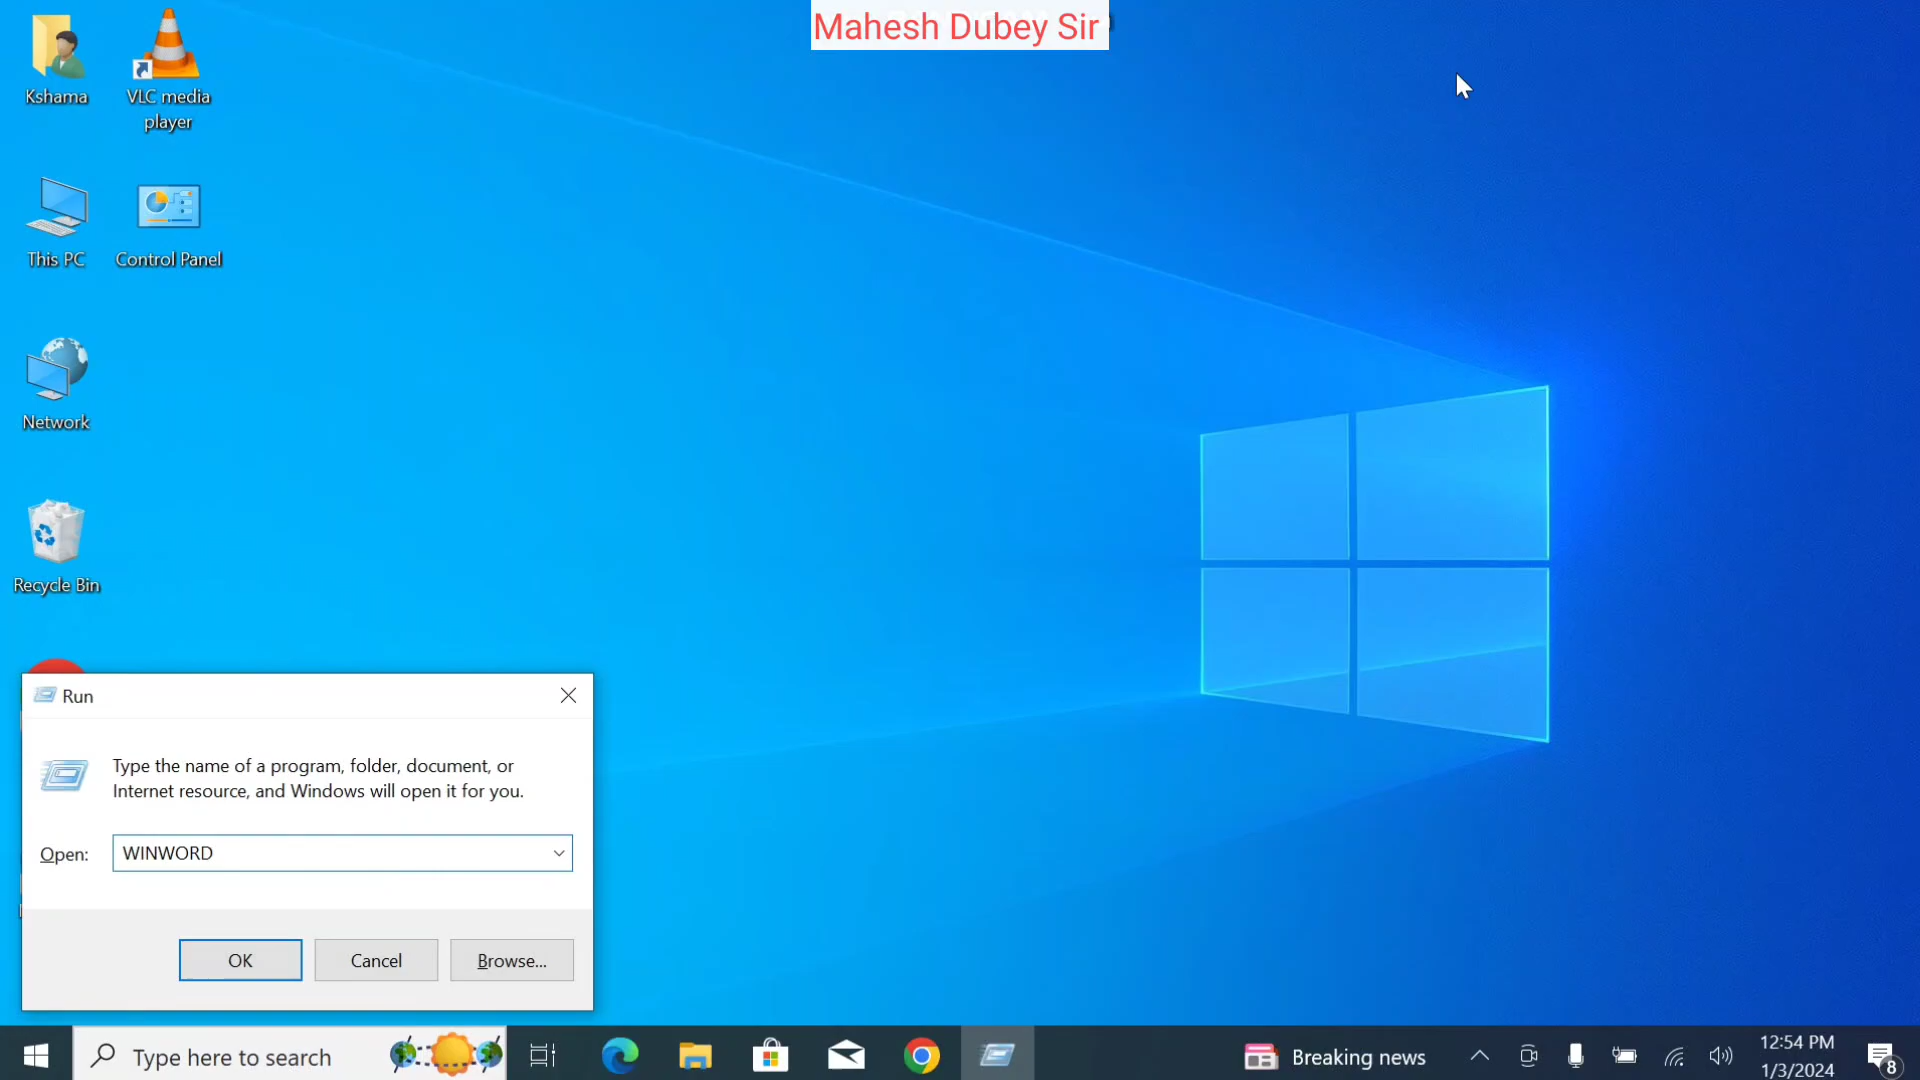 Mahesh Dubey Sir
Kshama
VLC media
player
This PC
Control Panel
Network
Recycle Bin
Run
Type the name of a program, folder, document, or
Internet resource, and Windows will open it for you.
Open:
WINWORD
OK
Cancel
Browse...
Type here to search
Breaking news
12:54 PM
1/3/2024
8